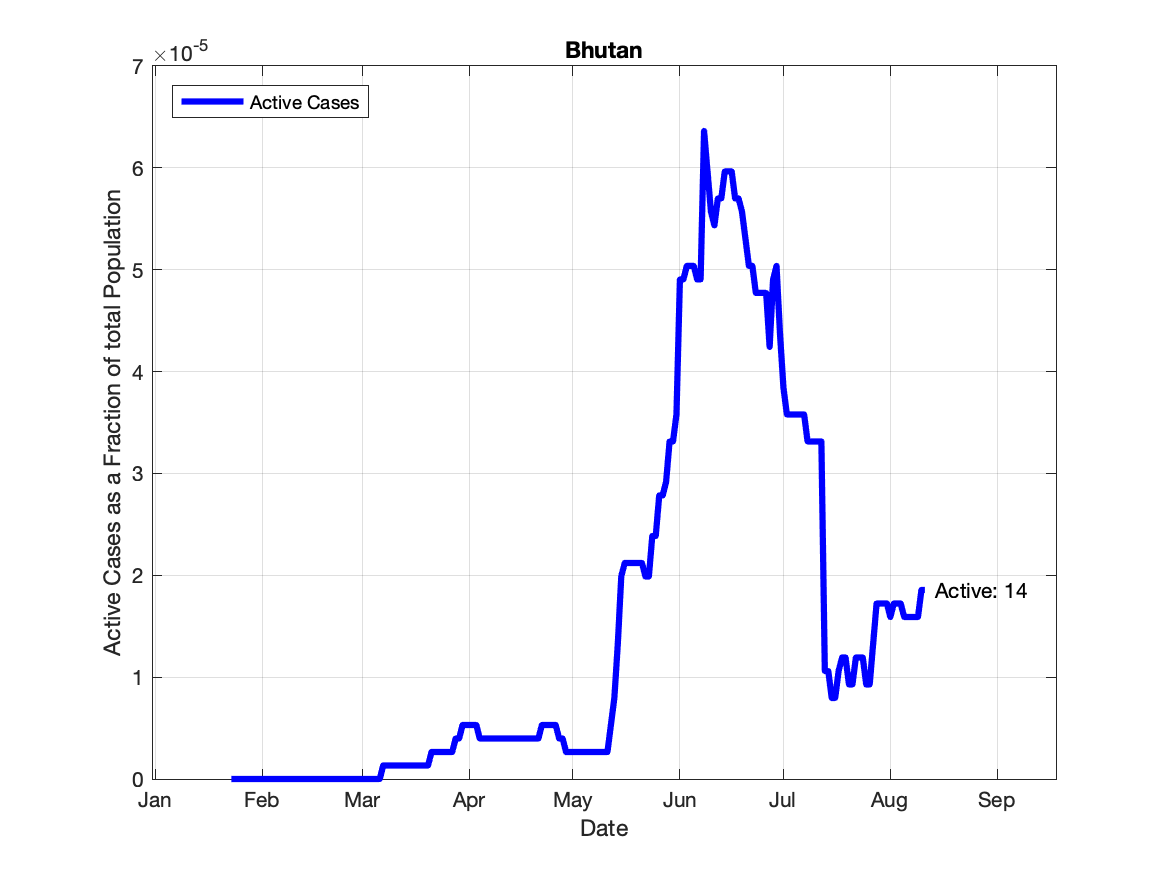 Bhutan
×10-5
Active Cases
7
6
5
4
3
2
1
0
Active Cases as a Fraction of total Population
Active: 14
Jan Feb Mar Apr May Jun Jul Aug Sep
Date